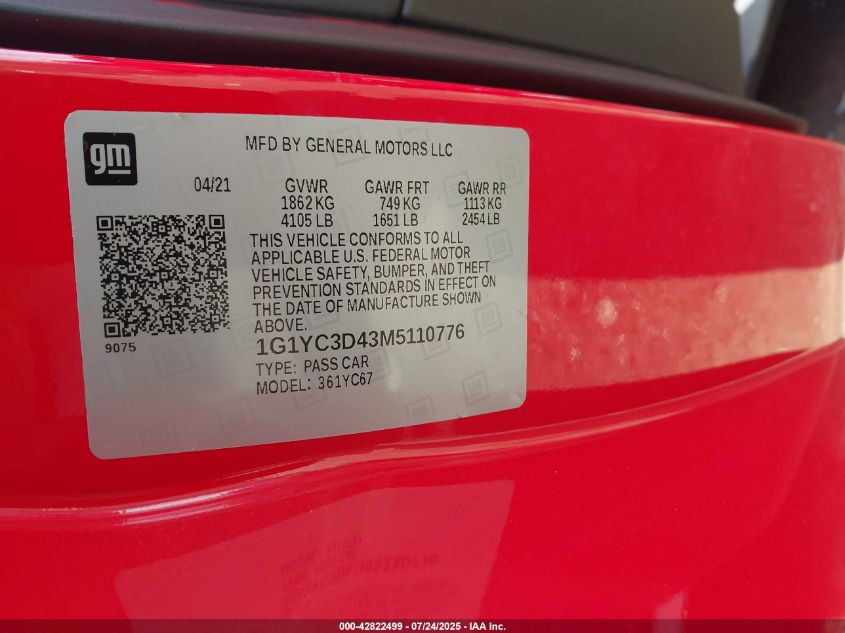 gm
MFD BY GENERAL MOTORS LLC
04/21 GVWR GAWR FRT GAWR RR
1862 KG 749 KG 1113 KG
4105 LB 1651 LB 2454 LB
THIS VEHICLE CONFORMS TO ALL
APPLICABLE U.S. FEDERAL MOTOR
VEHICLE SAFETY, BUMPER, AND THEFT
PREVENTION STANDARDS IN EFFECT ON
THE DATE OF MANUFACTURE SHOWN
ABOVE.
9075
1G1YC3D43M5110776
TYPE: PASS CAR
MODEL: 361YC67
GM
000-42822499 - 07/24/2025 - IAA Inc.